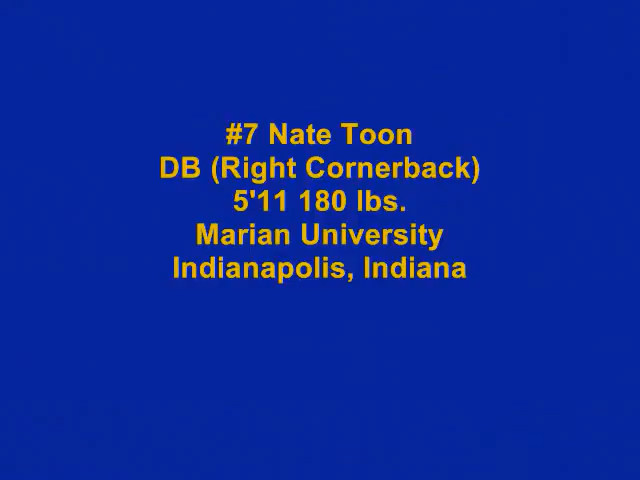 #7 Nate Toon
DB (Right Cornerback)
5'11 180 lbs.
Marian University
Indianapolis, Indiana